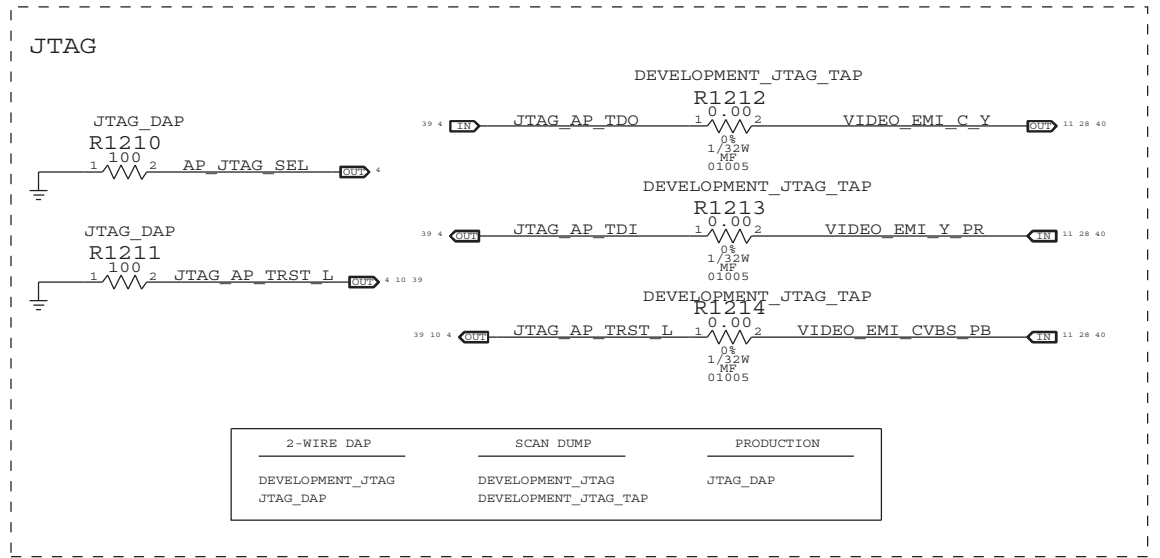 JTAG
JTAG_DAP
R1210
100
1 2 AP_JTAG_SEL OUT 4
JTAG_DAP
R1211
100
1 2 JTAG_AP_TRST_L OUT 4 10 39
DEVELOPMENT_JTAG_TAP
R1212
0.00
39 4 IN JTAG_AP_TDO 1 2 VIDEO_EMI_C_Y OUT 11 28 40
0%
1/32W
MF
01005
DEVELOPMENT_JTAG_TAP
R1213
0.00
39 4 OUT JTAG_AP_TDI 1 2 VIDEO_EMI_Y_PR IN 11 28 40
0%
1/32W
MF
01005
DEVELOPMENT_JTAG_TAP
R1214
0.00
39 10 4 OUT JTAG_AP_TRST_L 1 2 VIDEO_EMI_CVBS_PB IN 11 28 40
0%
1/32W
MF
01005
2-WIRE DAP SCAN DUMP PRODUCTION
DEVELOPMENT_JTAG DEVELOPMENT_JTAG JTAG_DAP
JTAG_DAP DEVELOPMENT_JTAG_TAP